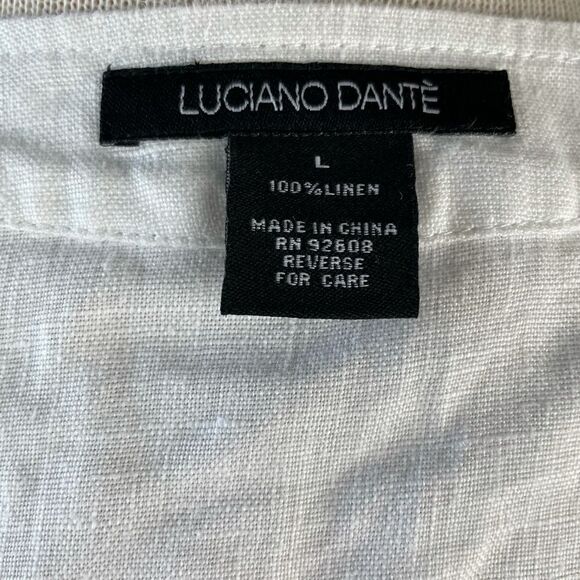 LUCIANO DANTÈ
L
100% LINEN
MADE IN CHINA
RN 92608
REVERSE
FOR CARE